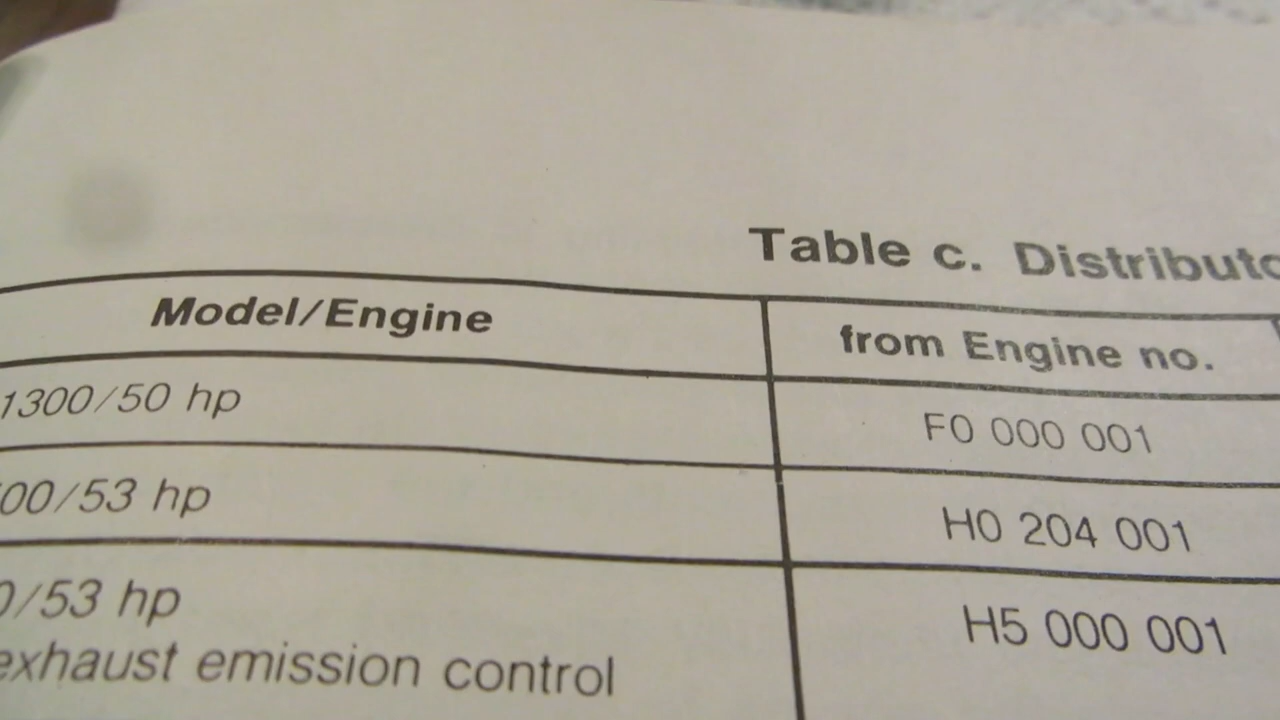 Table c. Distributo
Model/Engine from Engine no.
1300/50 hp F0 000 001
00/53 hp H0 204 001
0/53 hp H5 000 001
exhaust emission control